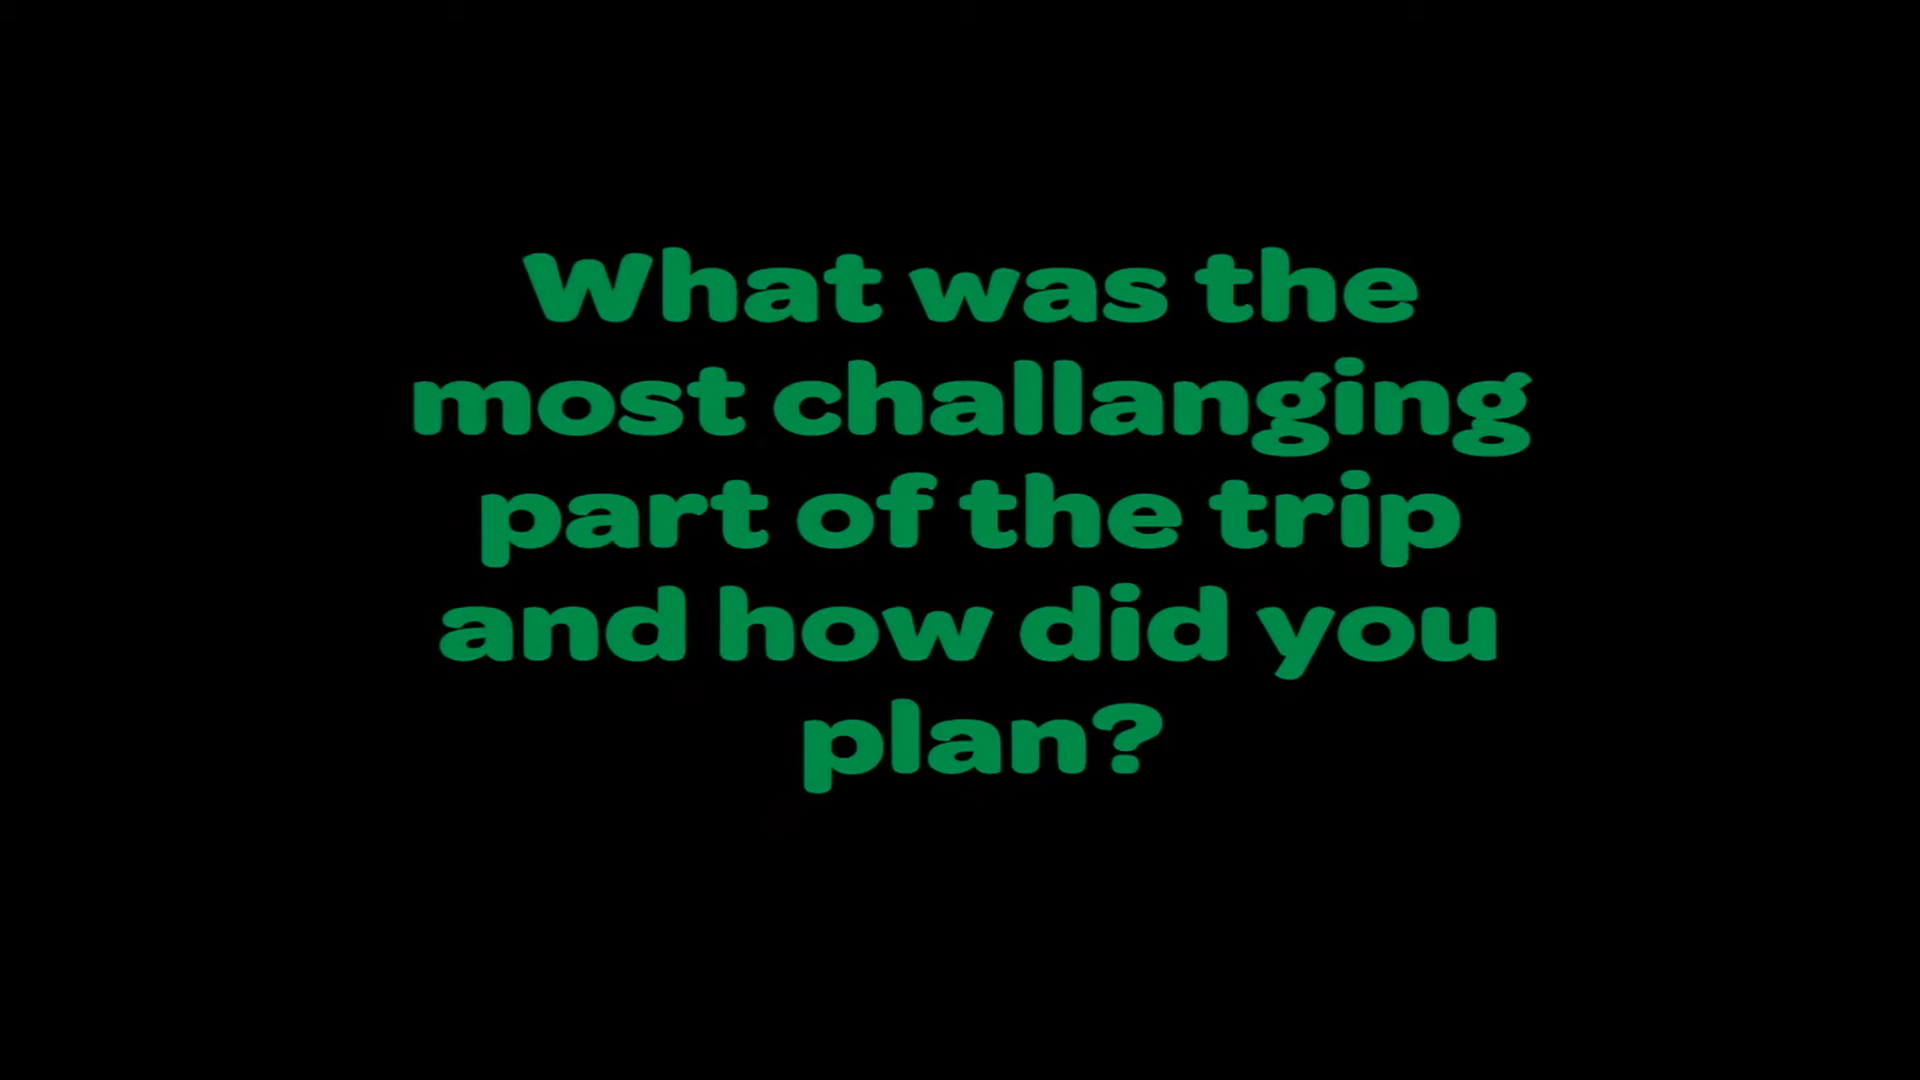 What was the
most challanging
part of the trip
and how did you
plan?